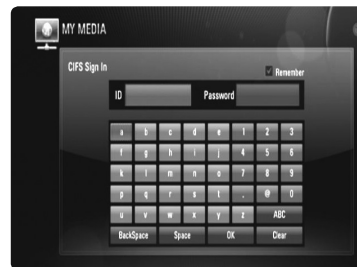 MY MEDIA
CIFS Sign In
Remember
ID Password
a b c d e 1 2 3
f g h i j 4 5 6
k l m n o 7 8 9
p q r s t . @ 0
u v w x y z ABC
BackSpace Space OK Clear